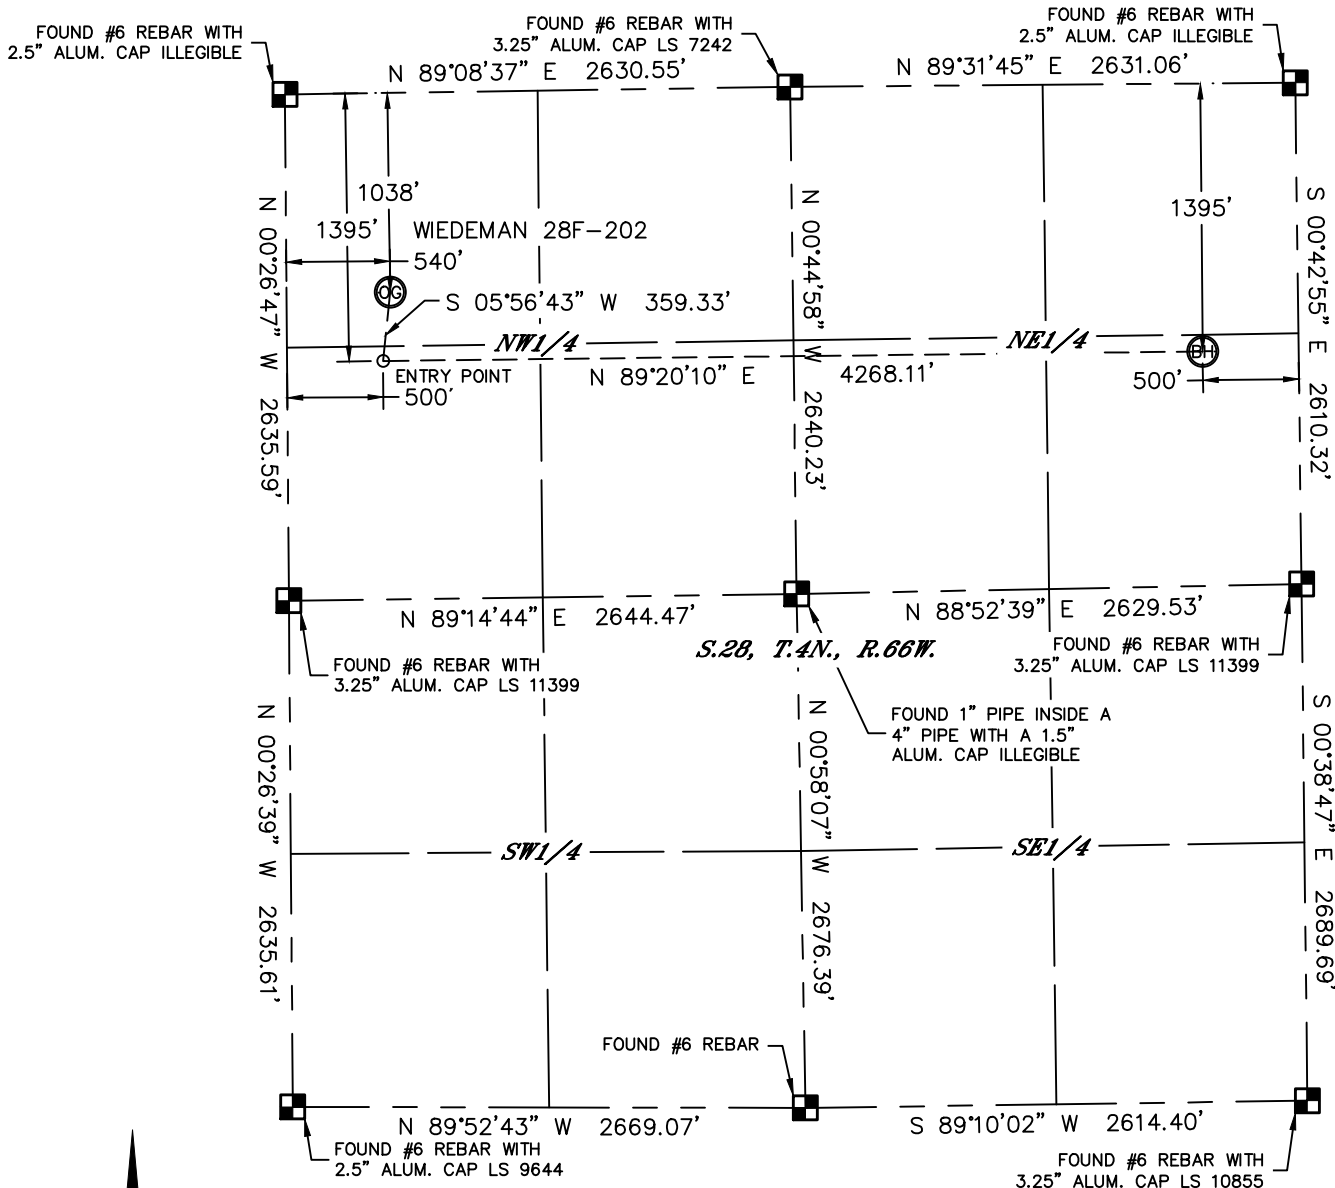 FOUND #6 REBAR WITH
2.5" ALUM. CAP ILLEGIBLE
FOUND #6 REBAR WITH
3.25" ALUM. CAP LS 7242
FOUND #6 REBAR WITH
2.5" ALUM. CAP ILLEGIBLE
N 89°08'37" E 2630.55'
N 89°31'45" E 2631.06'
1038'
1395'
WIEDEMAN 28F-202
540'
OG
S 05°56'43" W 359.33'
1395'
N 00°26'47" W 2635.59'
N 00°44'58" W 2640.23'
S 00°42'55" E 2610.32'
NW1/4
NE1/4
BH
ENTRY POINT
500'
N 89°20'10" E 4268.11'
500'
N 89°14'44" E 2644.47'
N 88°52'39" E 2629.53'
S.28, T.4N., R.66W.
FOUND #6 REBAR WITH
3.25" ALUM. CAP LS 11399
FOUND #6 REBAR WITH
3.25" ALUM. CAP LS 11399
FOUND 1" PIPE INSIDE A
4" PIPE WITH A 1.5"
ALUM. CAP ILLEGIBLE
N 00°26'39" W 2635.61'
N 00°58'07" W 2676.39'
S 00°38'47" E 2689.69'
SW1/4
SE1/4
FOUND #6 REBAR
N 89°52'43" W 2669.07'
S 89°10'02" W 2614.40'
FOUND #6 REBAR WITH
2.5" ALUM. CAP LS 9644
FOUND #6 REBAR WITH
3.25" ALUM. CAP LS 10855